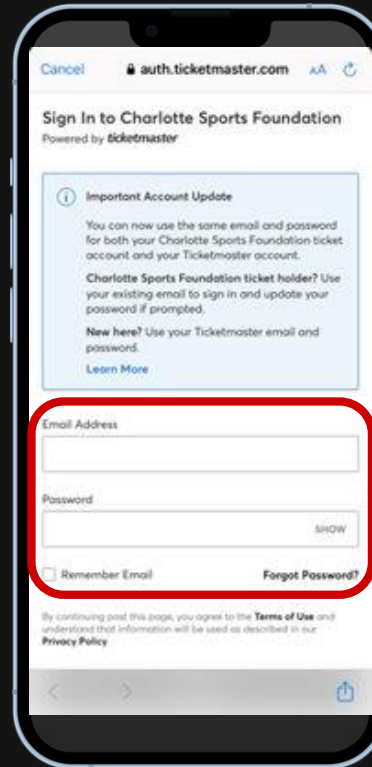 Cancel auth.ticketmaster.com AA
Sign In to Charlotte Sports Foundation
Powered by ticketmaster
Important Account Update
You can now use the same email and password
for both your Charlotte Sports Foundation ticket
account and your Ticketmaster account.
Charlotte Sports Foundation ticket holder? Use
your existing email to sign in and update your
password if prompted.
New here? Use your Ticketmaster email and
password.
Learn More
Email Address
Password
SHOW
Remember Email Forgot Password?
By continuing past this page, you agree to the Terms of Use and
understand that information will be used as described in our
Privacy Policy